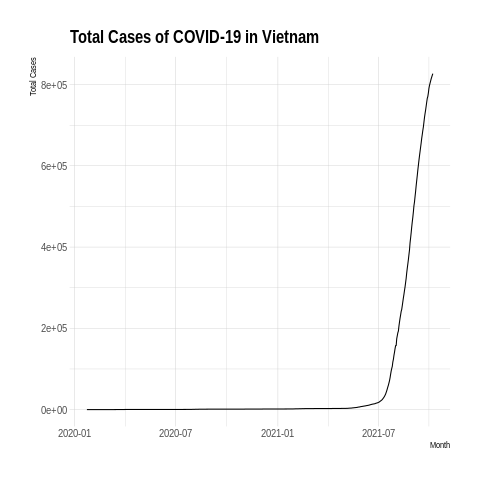 Total Cases of COVID-19 in Vietnam
Total Cases
8e+05
6e+05
4e+05
2e+05
0e+00
2020-01 2020-07 2021-01 2021-07
Month